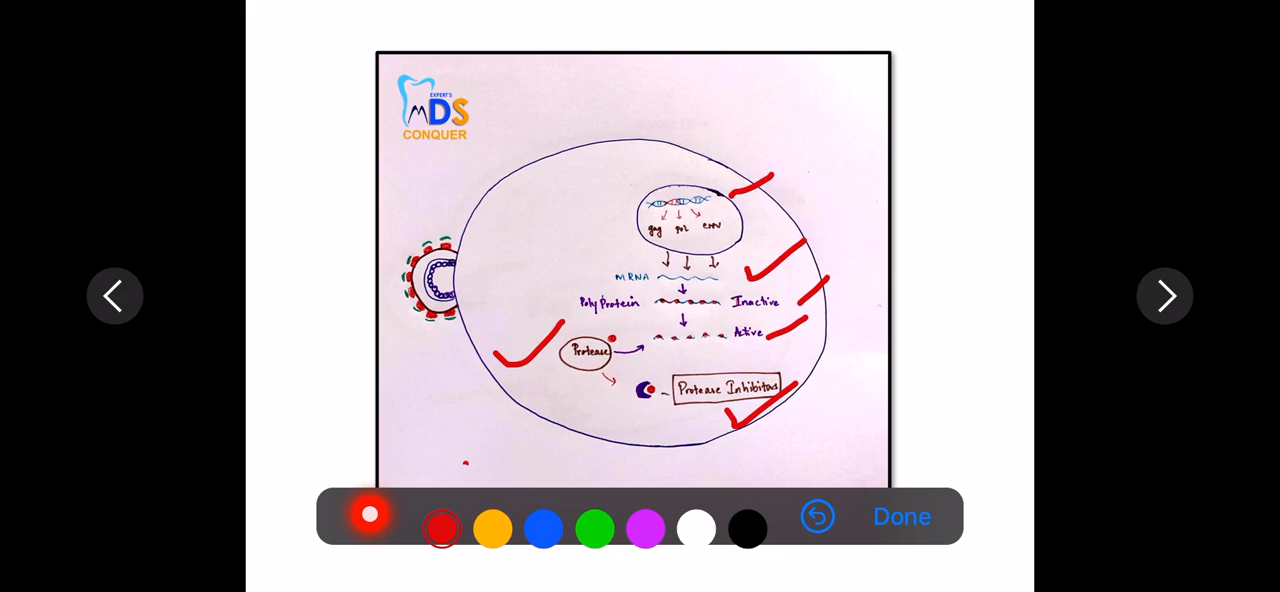 EXPERT'S
MDS
CONQUER
gag pol env
mRNA
Poly Protein Inactive
Active
Protease
Protease Inhibitors
Done